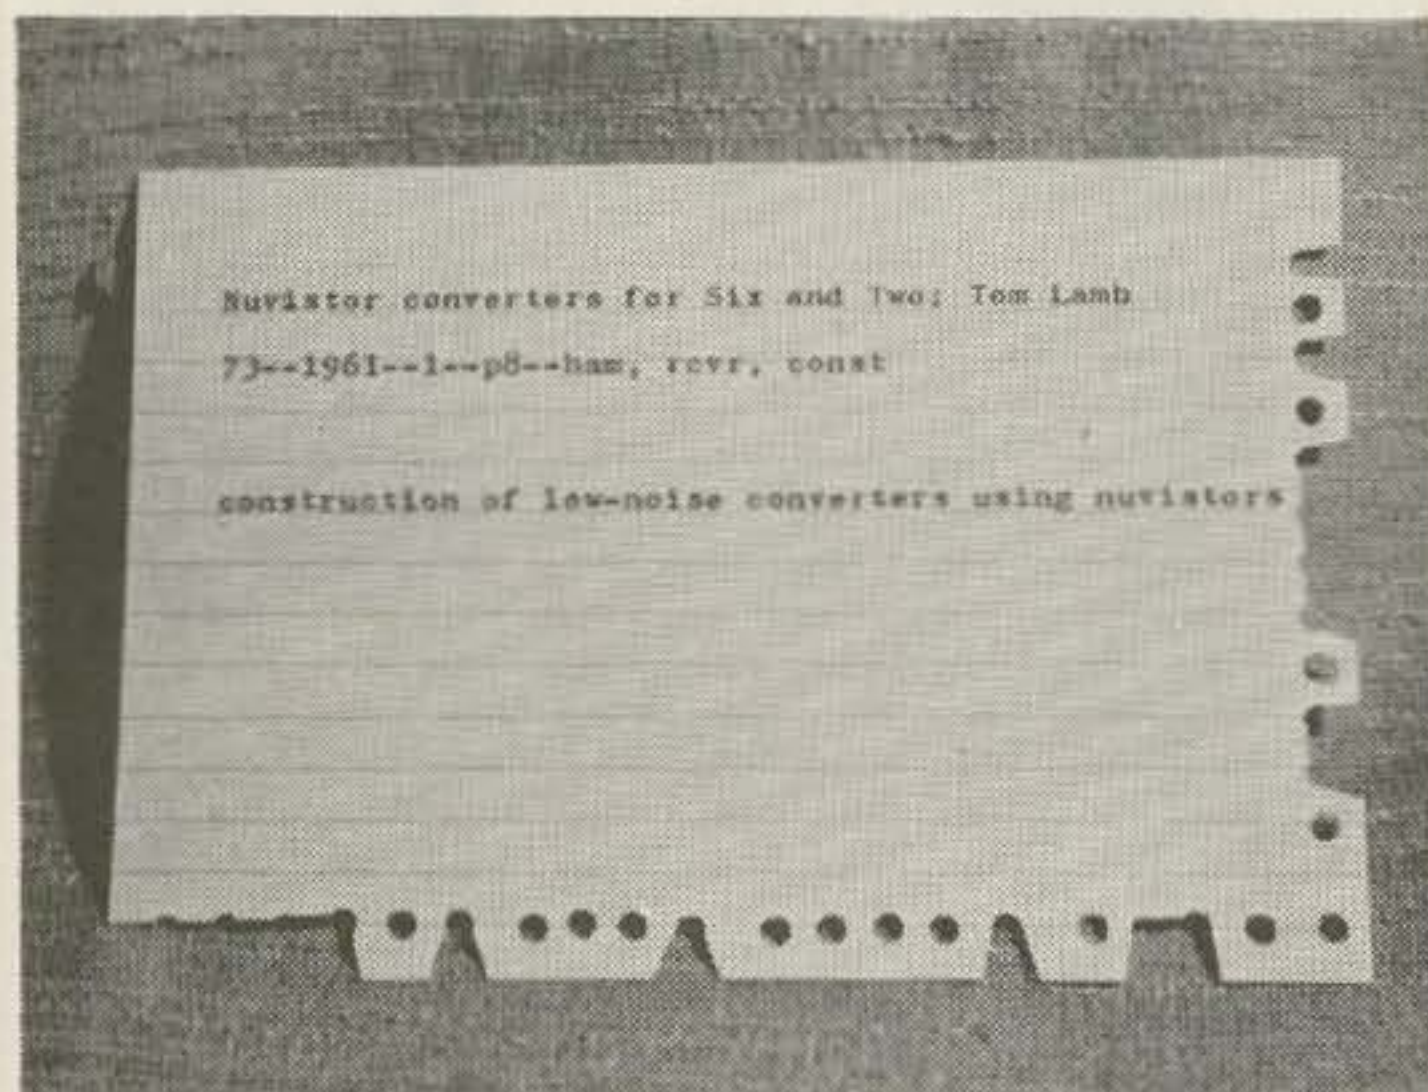 Nuvistor converters for Six and Two; Tom Lamb
73--1961--1--p8--ham, rcvr, const
construction of low-noise converters using nuvistors